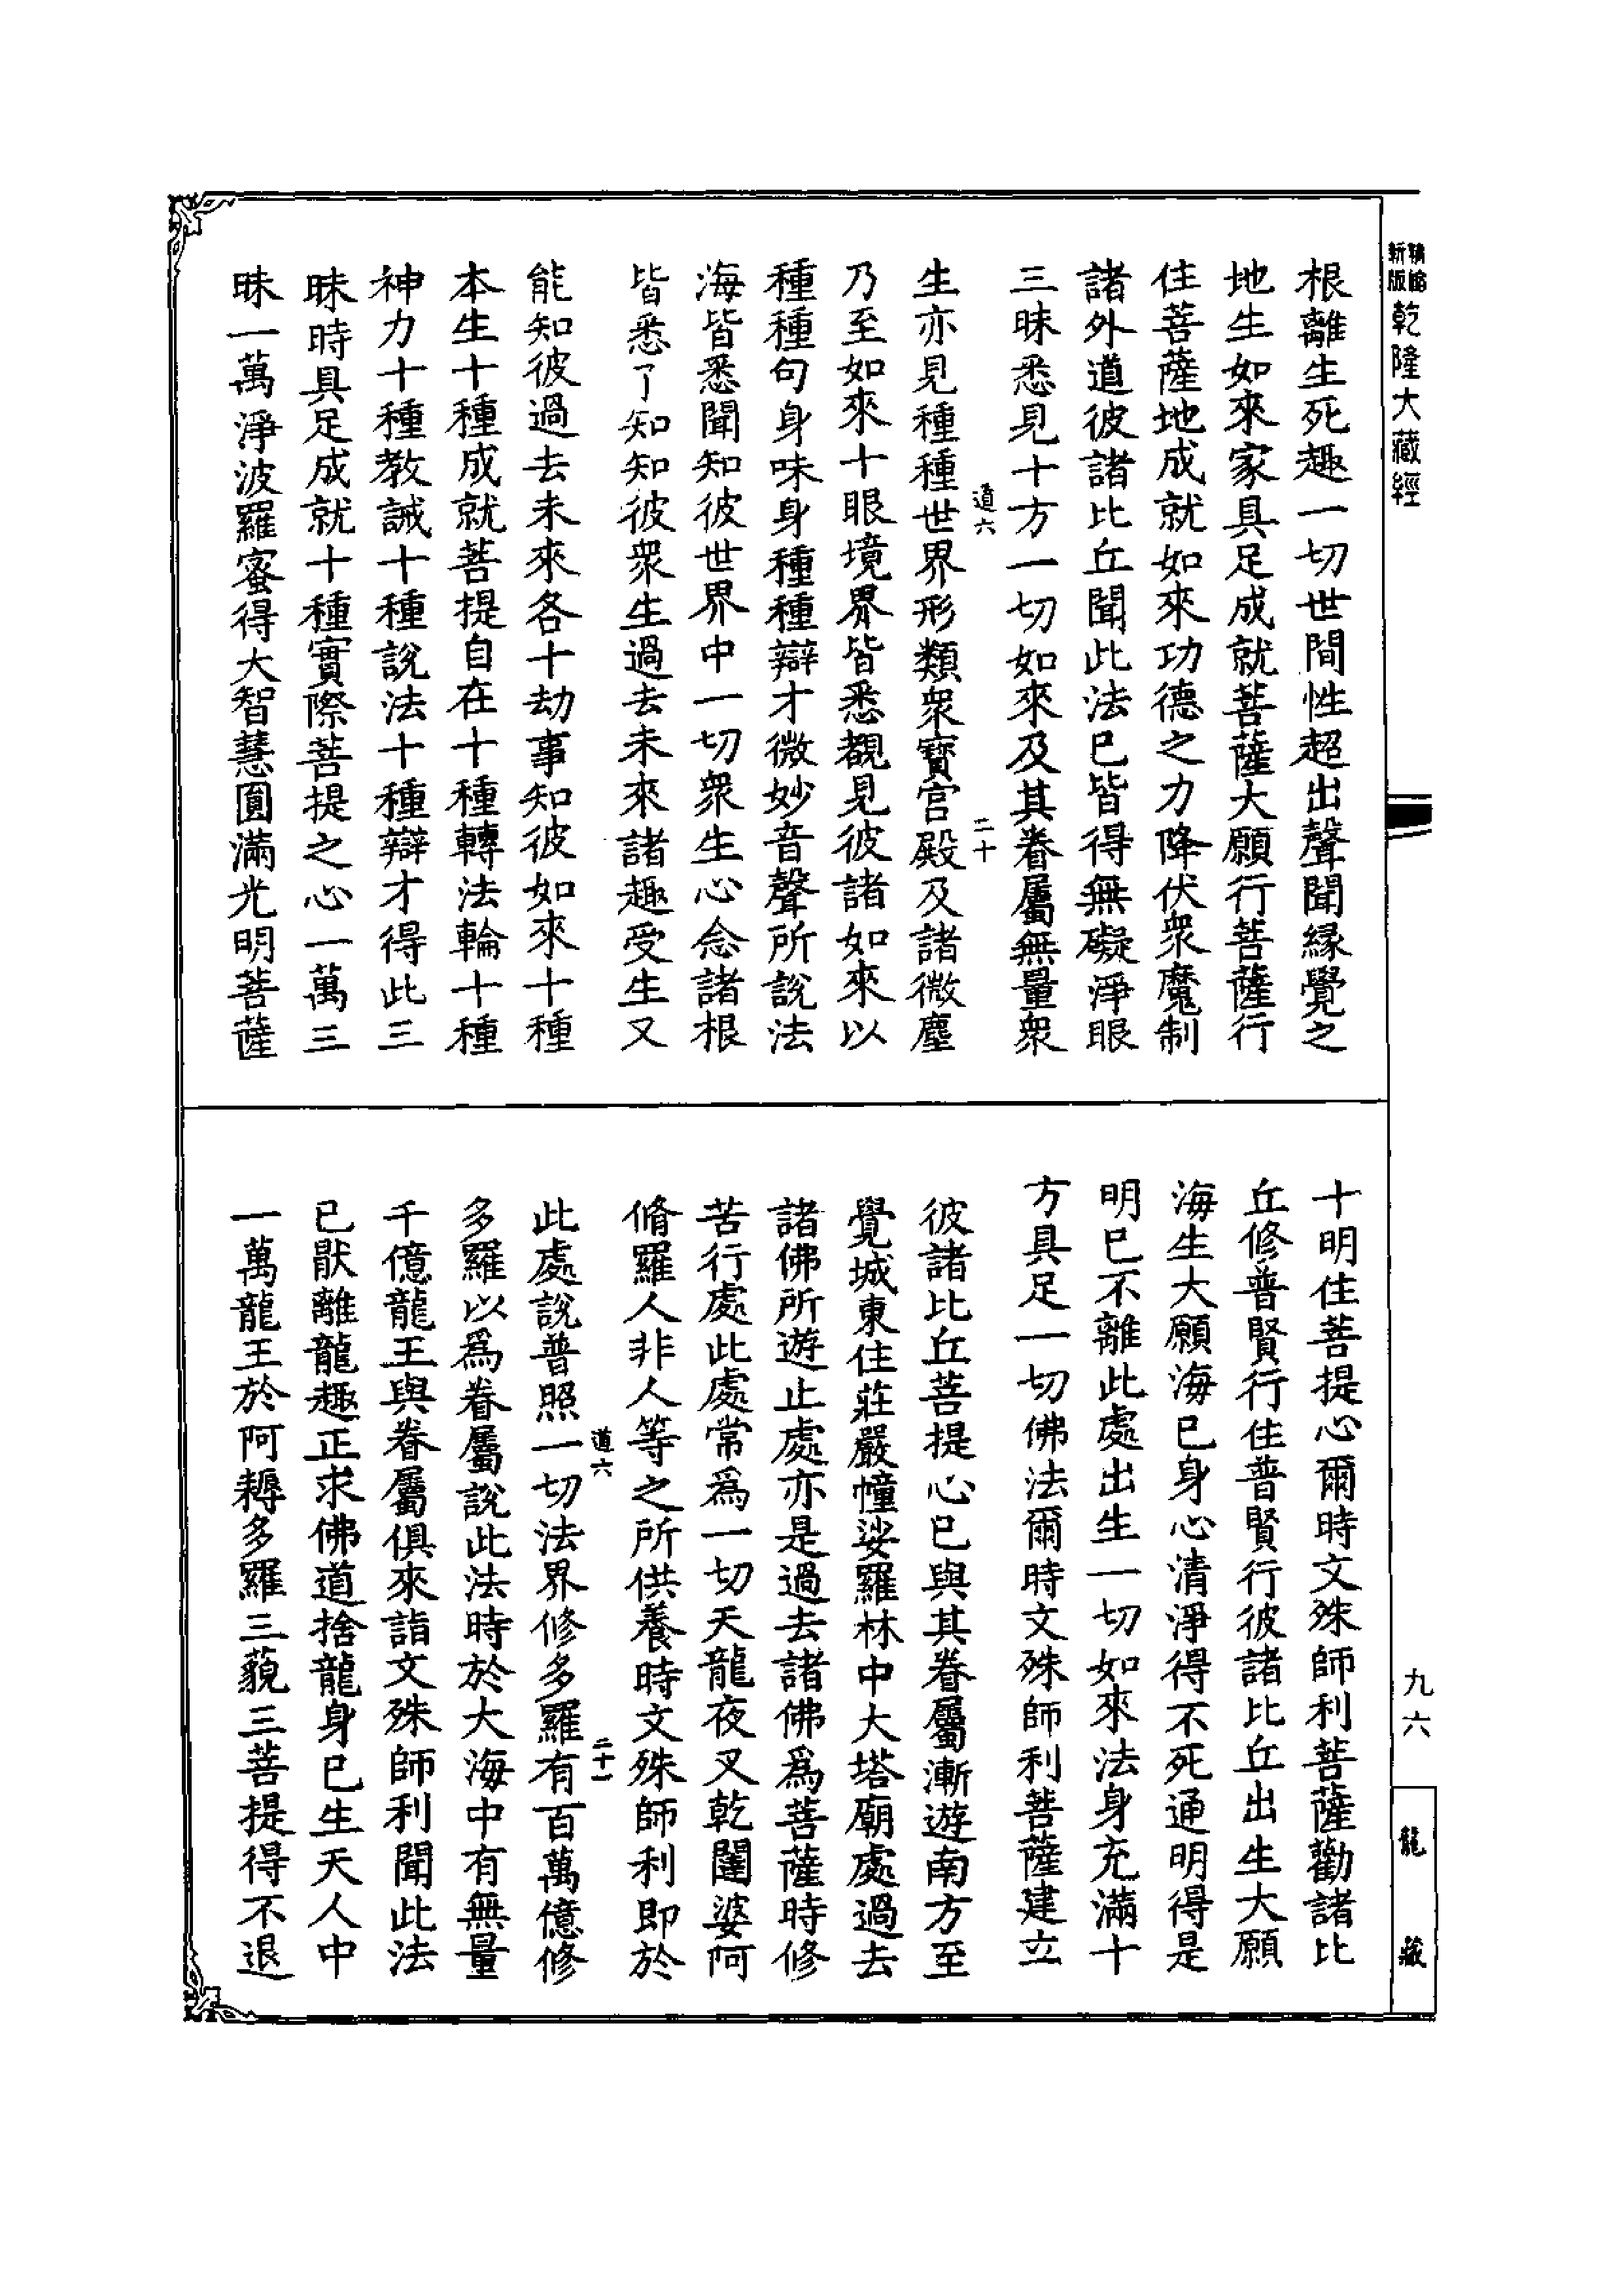 新版
精縮
乾隆大藏經
九六
龍藏
根離生死趣一切世間性超出聲聞緣覺之
地生如來家具足成就菩薩大願行菩薩行
住菩薩地成就如來功德之力降伏衆魔制
諸外道彼諸比丘聞此法已皆得無礙淨眼
三昧悉見十方一切如來及其眷屬無量衆
道六
二十
生亦見種種世界形類衆寶宮殿及諸微塵
乃至如來十眼境界皆悉覩見彼諸如來以
種種句身味身種種辯才微妙音聲所說法
海皆悉聞知彼世界中一切衆生心念諸根
皆悉了知知彼衆生過去未來諸趣受生又
能知彼過去未來各十劫事知彼如來十種
本生十種成就菩提自在十種轉法輪十種
神力十種教誡十種說法十種辯才得此三
昧時具足成就十種實際菩提之心一萬三
昧一萬淨波羅蜜得大智慧圓滿光明菩薩
十明住菩提心爾時文殊師利菩薩勸諸比
丘修普賢行住普賢行彼諸比丘出生大願
海生大願海已身心清淨得不死通明得是
明已不離此處出生一切如來法身充滿十
方具足一切佛法爾時文殊師利菩薩建立
彼諸比丘菩提心已與其眷屬漸遊南方至
覺城東住莊嚴幢娑羅林中大塔廟處過去
諸佛所遊止處亦是過去諸佛爲菩薩時修
苦行處此處常爲一切天龍夜叉乾闥婆阿
脩羅人非人等之所供養時文殊師利即於
道六
二十一
此處說普照一切法界修多羅有百萬億修
多羅以爲眷屬說此法時於大海中有無量
千億龍王與眷屬俱來詣文殊師利聞此法
已厭離龍趣正求佛道捨龍身已生天人中
一萬龍王於阿耨多羅三藐三菩提得不退